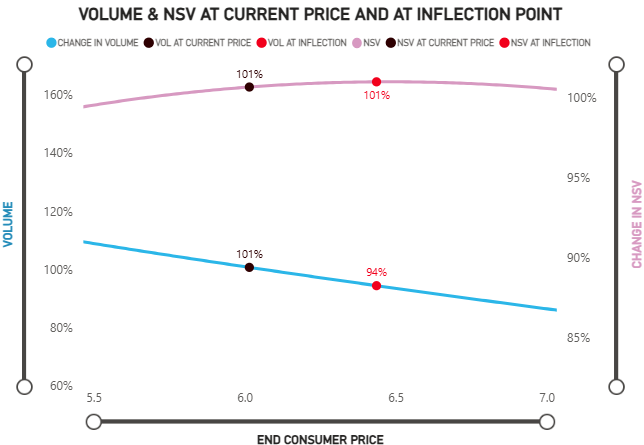 VOLUME & NSV AT CURRENT PRICE AND AT INFLECTION POINT
CHANGE IN VOLUME VOL AT CURRENT PRICE VOL AT INFLECTION NSV NSV AT CURRENT PRICE NSV AT INFLECTION
160%
140%
120%
100%
80%
60%
VOLUME
101%
101%
101%
94%
100%
95%
90%
85%
CHANGE IN NSV
5.5 6.0 6.5 7.0
END CONSUMER PRICE